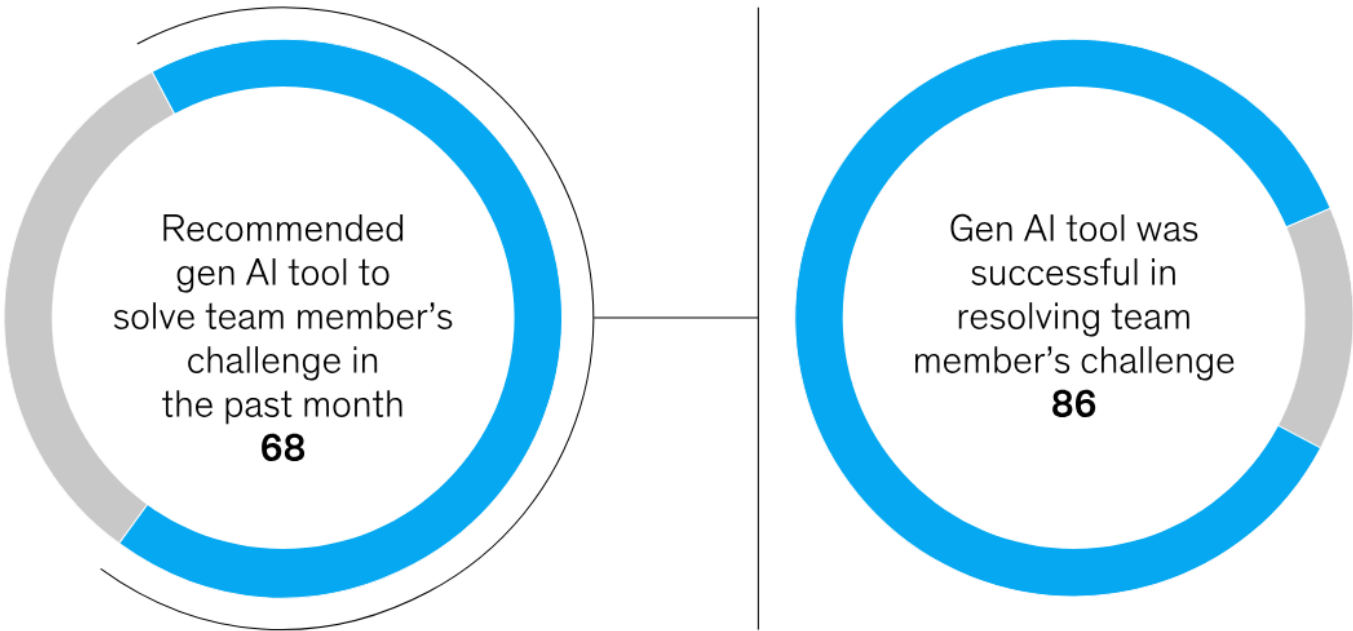 Recommended
gen AI tool to
solve team member’s
challenge in
the past month
68
Gen AI tool was
successful in
resolving team
member’s challenge
86